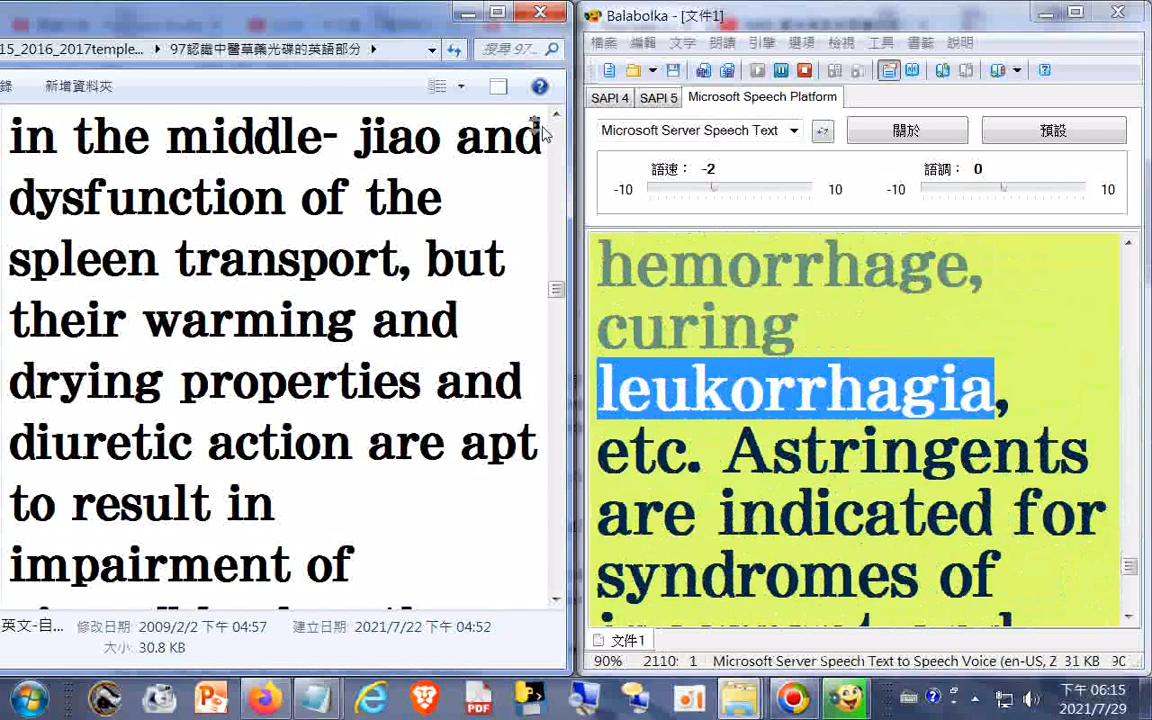 15_2016_2017temple...
97認識中醫草藥光碟的英語部分
搜尋 97...
錄
新增資料夾
in the middle- jiao and
dysfunction of the
spleen transport, but
their warming and
drying properties and
diuretic action are apt
to result in
impairment of
英文-自...
修改日期: 2009/2/2 下午 04:57
建立日期: 2021/7/22 下午 04:52
大小: 30.8 KB
Balabolka - [文件1]
檔案 編輯 文字 朗讀 引擎 選項 檢視 工具 書籤 說明
SAPI 4 SAPI 5 Microsoft Speech Platform
Microsoft Server Speech Text
關於
預設
語速: -2
語調: 0
-10 10 -10 10
hemorrhage,
curing
leukorrhagia,
etc. Astringents
are indicated for
syndromes of
文件1
90% 2110: 1 Microsoft Server Speech Text to Speech Voice (en-US, Z 31 KB
PDF
下午 06:15
2021/7/29